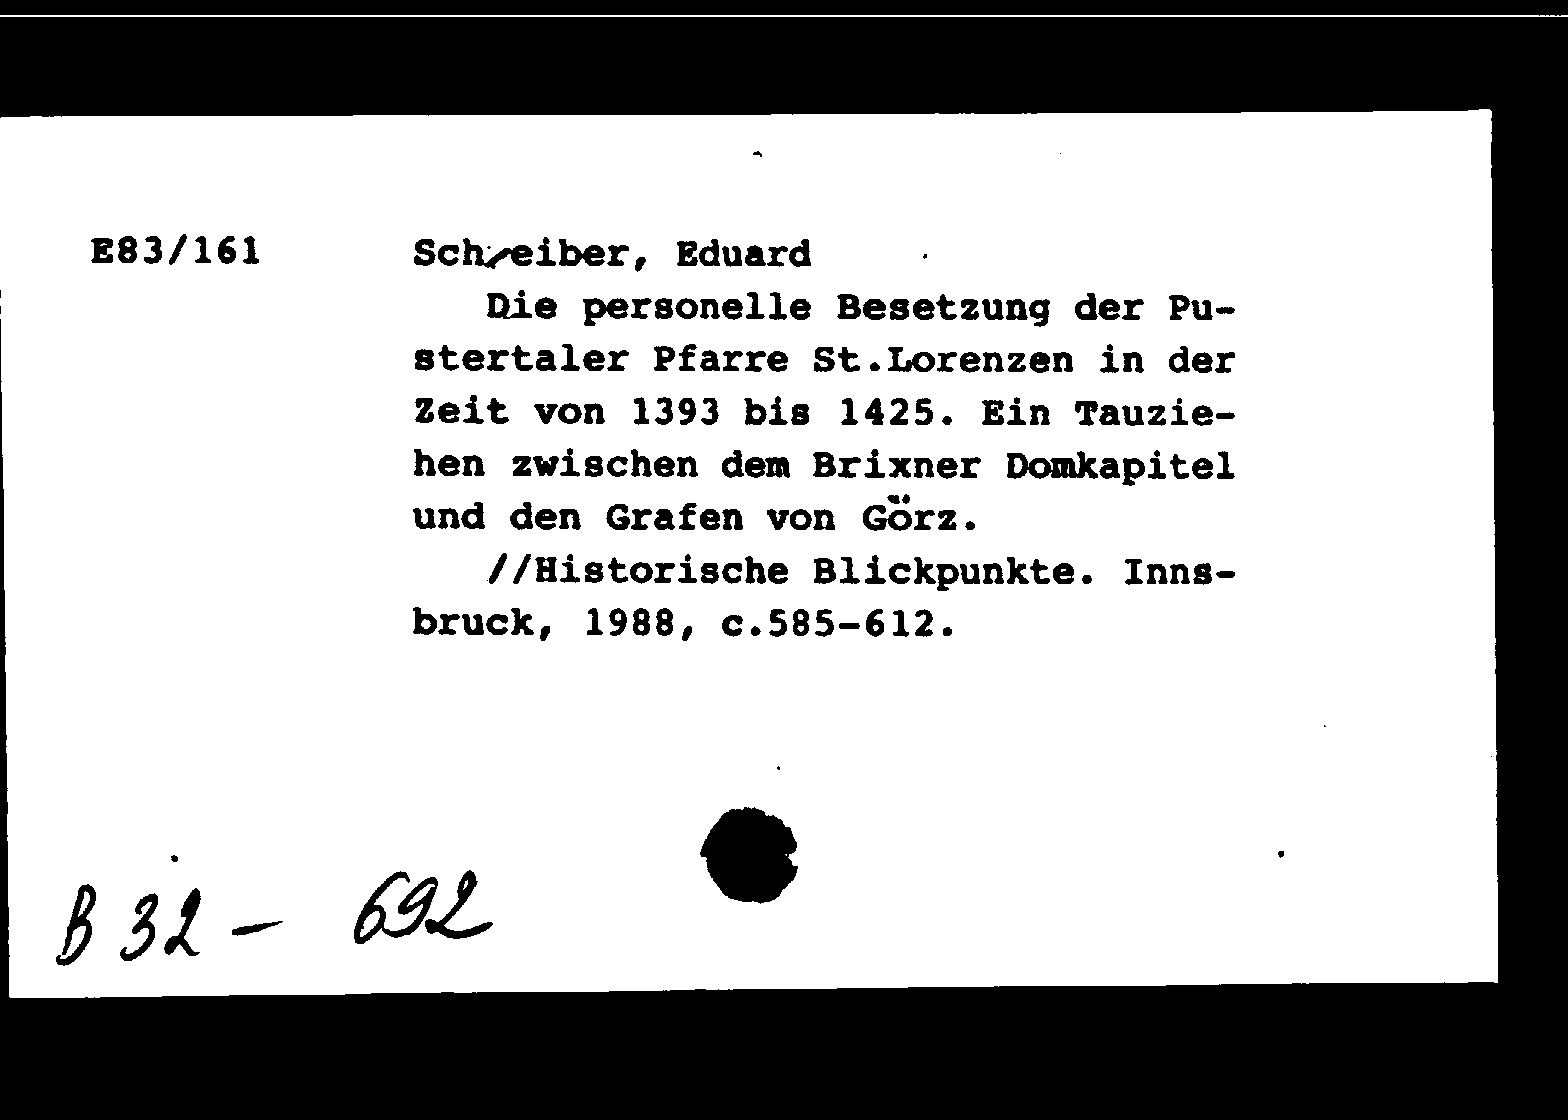 E83/161 Schreiber, Eduard
Die personelle Besetzung der Pu-
stertaler Pfarre St.Lorenzen in der
Zeit von 1393 bis 1425. Ein Tauzie-
hen zwischen dem Brixner Domkapitel
und den Grafen von Görz.
//Historische Blickpunkte. Inns-
bruck, 1988, c.585-612.
B 32 - 692